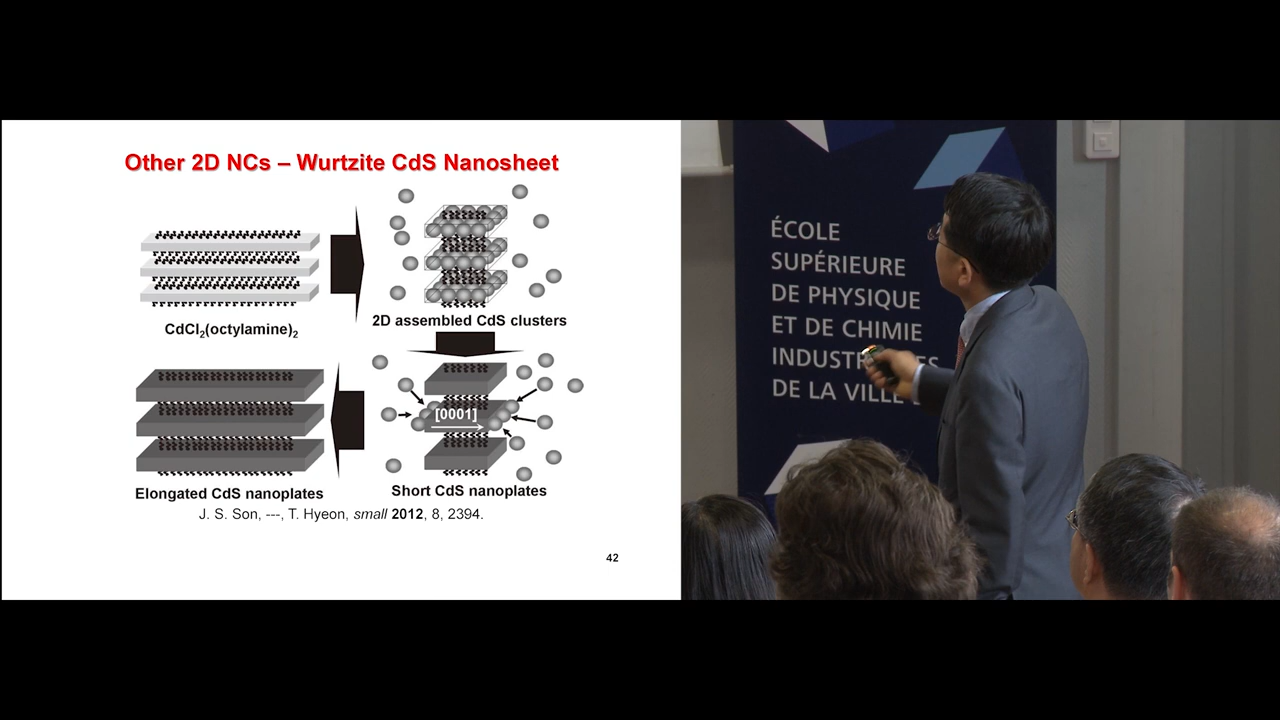 Other 2D NCs – Wurtzite CdS Nanosheet
CdCl₂(octylamine)₂
2D assembled CdS clusters
[0001]
Elongated CdS nanoplates
Short CdS nanoplates
J. S. Son, ---, T. Hyeon, small 2012, 8, 2394.
42
ÉCOLE
SUPÉRIEURE
DE PHYSIQUE
ET DE CHIMIE
DE LA VILLE